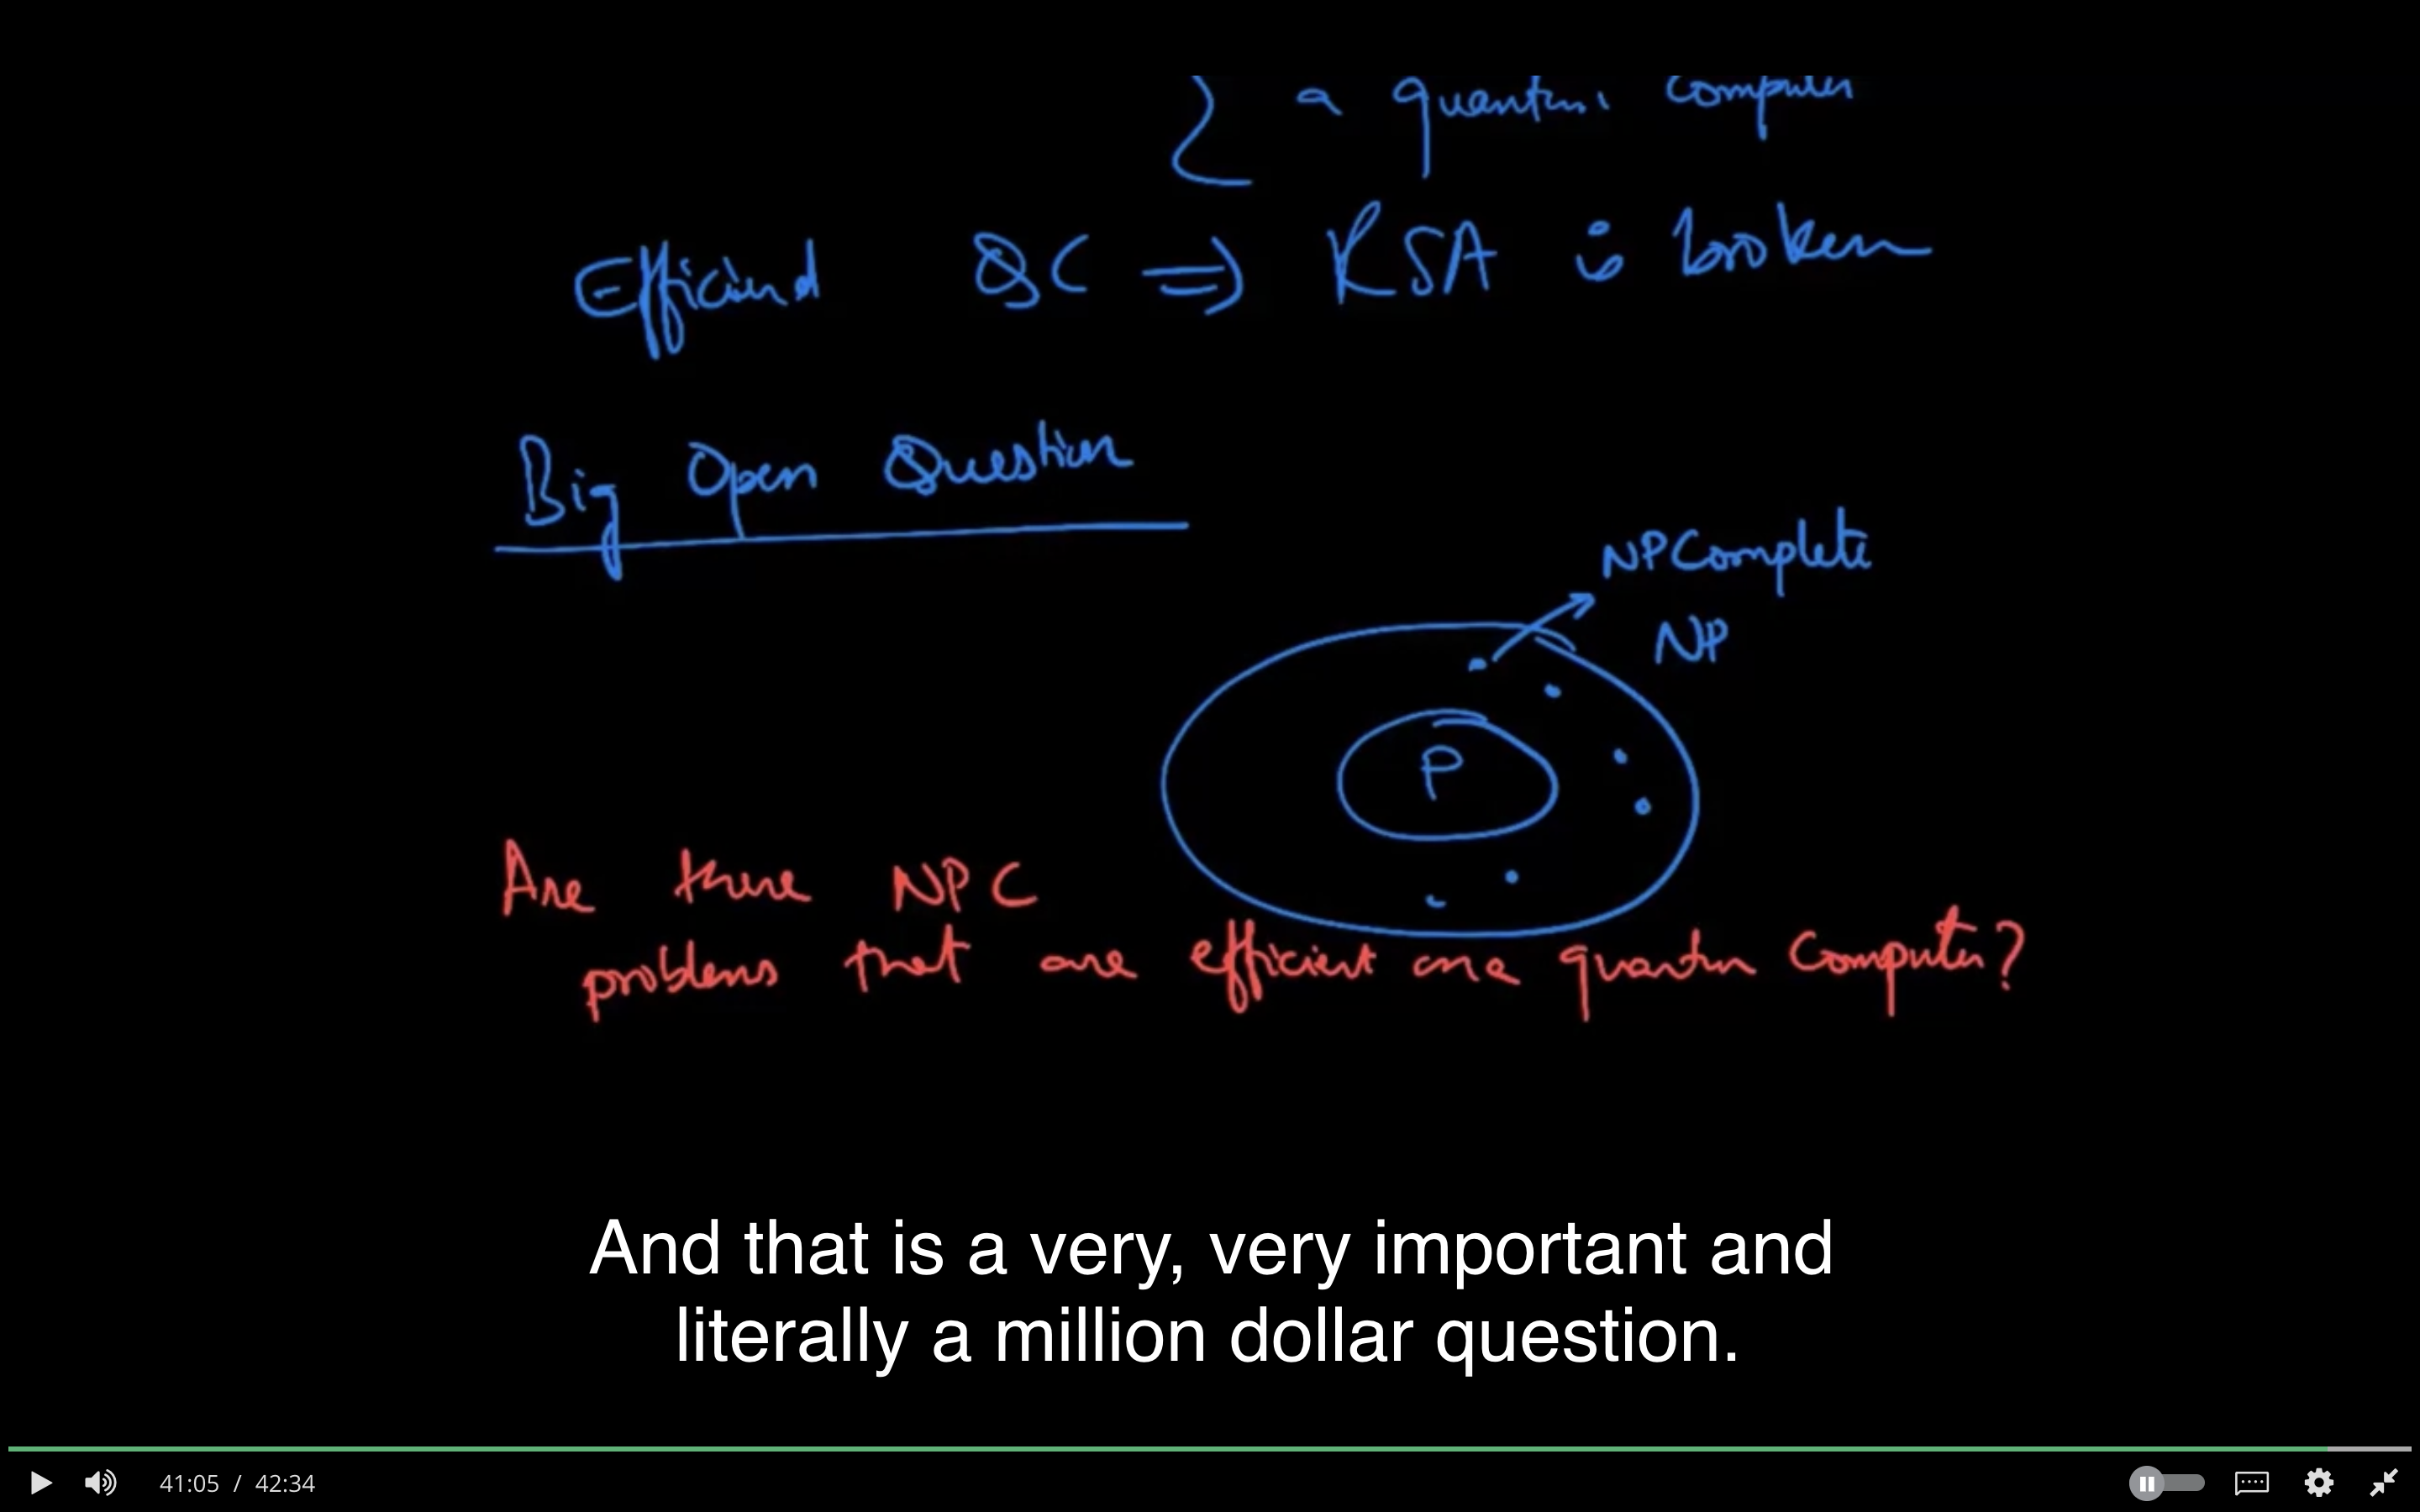 a quantum computer
Efficient QC ⇒ RSA is broken
Big Open Question
NPComplete
NP
P
Are there NPC
problems that are efficient on a quantum Computer?
And that is a very, very important and
literally a million dollar question.
41:05 / 42:34